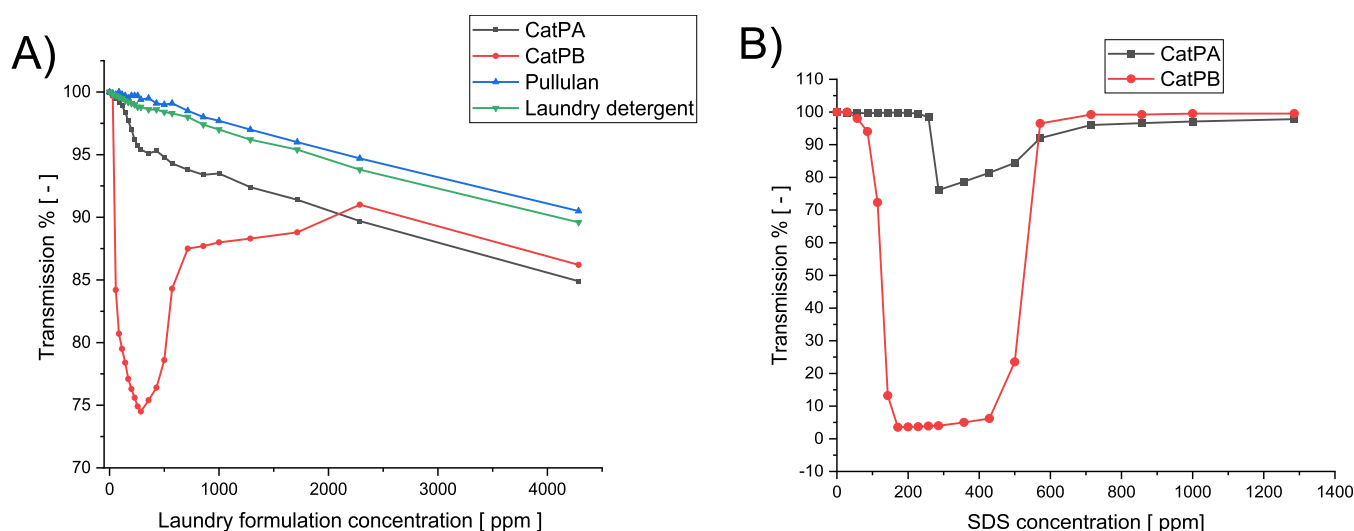 A)
CatPA
CatPB
Pullulan
Laundry detergent
100
95
90
85
80
75
70
Transmission % [ - ]
0
1000
2000
3000
4000
Laundry formulation concentration [ ppm ]
B)
CatPA
CatPB
110
100
90
80
70
60
50
40
30
20
10
0
-10
Transmission % [ - ]
0
200
400
600
800
1000
1200
1400
SDS concentration [ ppm]